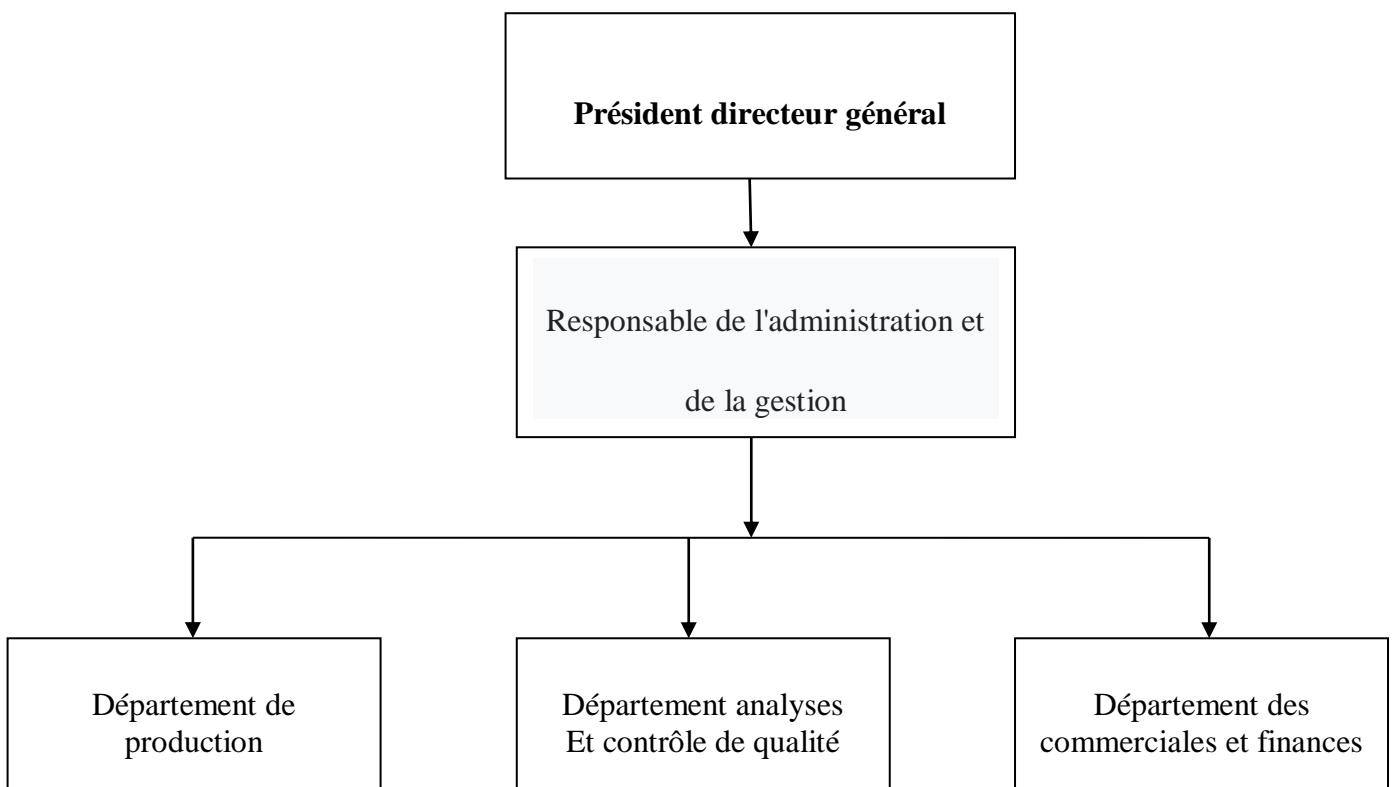 Président directeur général
Responsable de l'administration et
de la gestion
Département de
production
Département analyses
Et contrôle de qualité
Département des
commerciales et finances